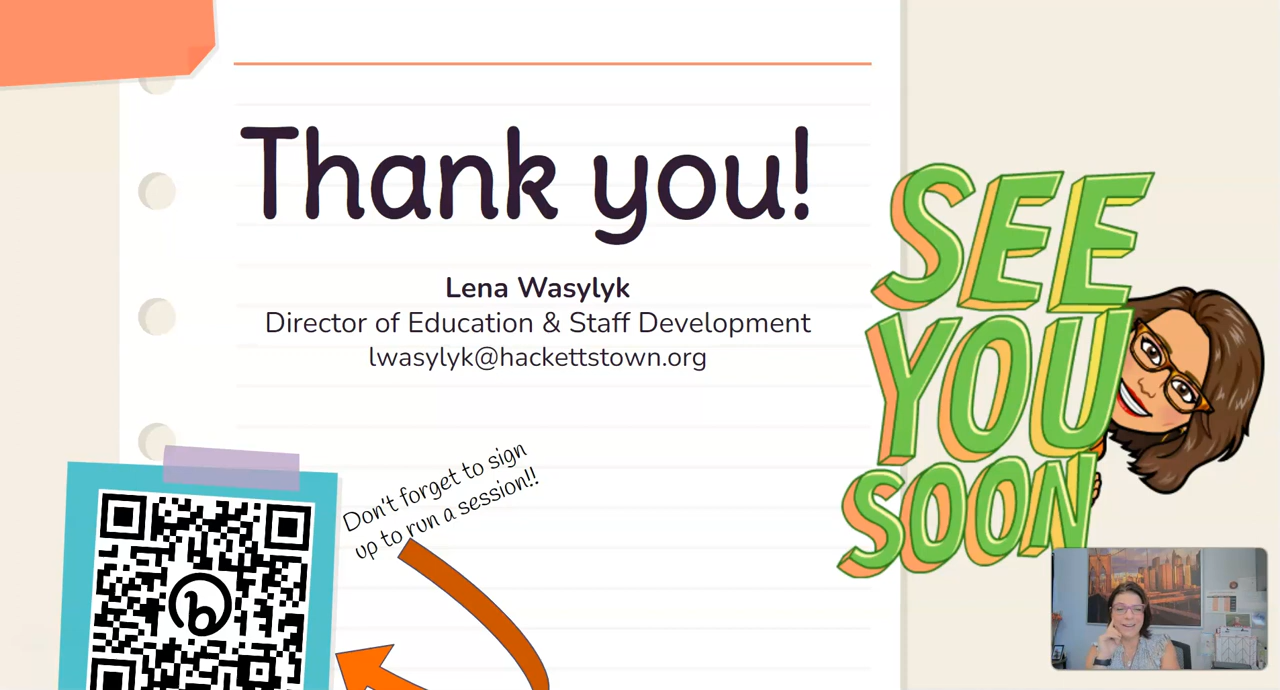 Thank you!
Lena Wasylyk
Director of Education & Staff Development
lwasylyk@hackettstown.org
Don't forget to sign
up to run a session!!
SEE
YOU
SOON
b